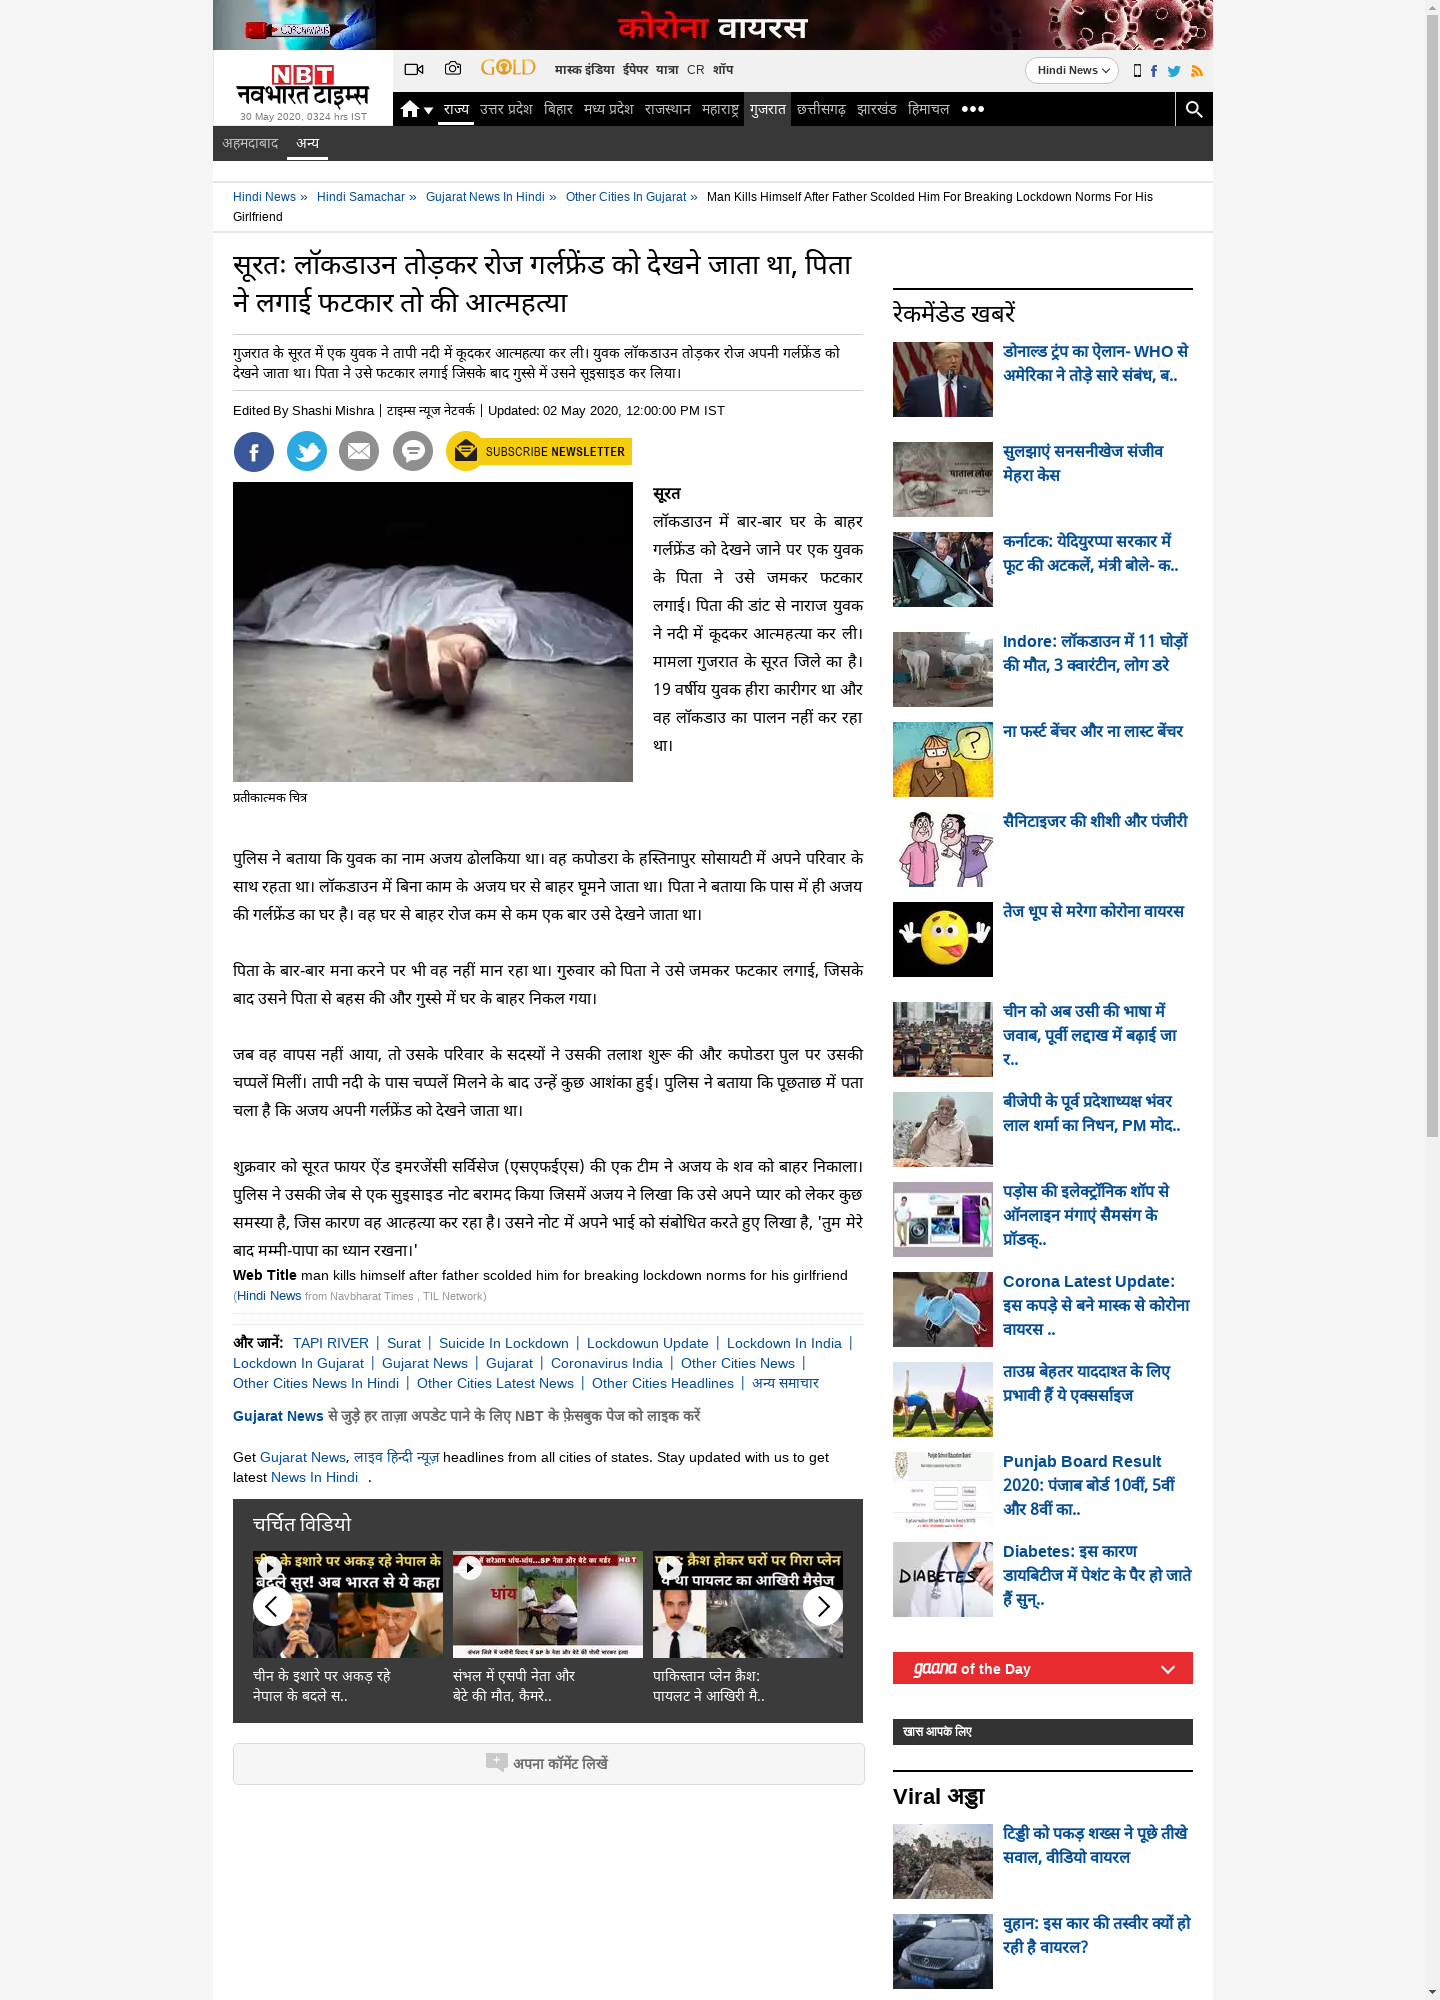 CORONAVIRUS
कोरोना वायरस
NBT
नवभारत टाइम्स
30 May 2020, 0324 hrs IST
GOLD
मास्क इंडिया ईपेपर यात्रा CR शॉप
Hindi News
राज्य उत्तर प्रदेश बिहार मध्य प्रदेश राजस्थान महाराष्ट्र गुजरात छत्तीसगढ़ झारखंड हिमाचल
अहमदाबाद अन्य
Hindi News » Hindi Samachar » Gujarat News In Hindi » Other Cities In Gujarat » Man Kills Himself After Father Scolded Him For Breaking Lockdown Norms For His
Girlfriend
सूरतः लॉकडाउन तोड़कर रोज गर्लफ्रेंड को देखने जाता था, पिता
ने लगाई फटकार तो की आत्महत्या
गुजरात के सूरत में एक युवक ने तापी नदी में कूदकर आत्महत्या कर ली। युवक लॉकडाउन तोड़कर रोज अपनी गर्लफ्रेंड को
देखने जाता था। पिता ने उसे फटकार लगाई जिसके बाद गुस्से में उसने सूइसाइड कर लिया।
Edited By Shashi Mishra | टाइम्स न्यूज नेटवर्क | Updated: 02 May 2020, 12:00:00 PM IST
SUBSCRIBE NEWSLETTER
सूरत
लॉकडाउन में बार-बार घर के बाहर
गर्लफ्रेंड को देखने जाने पर एक युवक
के पिता ने उसे जमकर फटकार
लगाई। पिता की डांट से नाराज युवक
ने नदी में कूदकर आत्महत्या कर ली।
मामला गुजरात के सूरत जिले का है।
19 वर्षीय युवक हीरा कारीगर था और
वह लॉकडाउ का पालन नहीं कर रहा
था।
प्रतीकात्मक चित्र
पुलिस ने बताया कि युवक का नाम अजय ढोलकिया था। वह कपोडरा के हस्तिनापुर सोसायटी में अपने परिवार के
साथ रहता था। लॉकडाउन में बिना काम के अजय घर से बाहर घूमने जाता था। पिता ने बताया कि पास में ही अजय
की गर्लफ्रेंड का घर है। वह घर से बाहर रोज कम से कम एक बार उसे देखने जाता था।
पिता के बार-बार मना करने पर भी वह नहीं मान रहा था। गुरुवार को पिता ने उसे जमकर फटकार लगाई, जिसके
बाद उसने पिता से बहस की और गुस्से में घर के बाहर निकल गया।
जब वह वापस नहीं आया, तो उसके परिवार के सदस्यों ने उसकी तलाश शुरू की और कपोडरा पुल पर उसकी
चप्पलें मिलीं। तापी नदी के पास चप्पलें मिलने के बाद उन्हें कुछ आशंका हुई। पुलिस ने बताया कि पूछताछ में पता
चला है कि अजय अपनी गर्लफ्रेंड को देखने जाता था।
शुक्रवार को सूरत फायर ऐंड इमरजेंसी सर्विसेज (एसएफईएस) की एक टीम ने अजय के शव को बाहर निकाला।
पुलिस ने उसकी जेब से एक सुइसाइड नोट बरामद किया जिसमें अजय ने लिखा कि उसे अपने प्यार को लेकर कुछ
समस्या है, जिस कारण वह आत्हत्या कर रहा है। उसने नोट में अपने भाई को संबोधित करते हुए लिखा है, 'तुम मेरे
बाद मम्मी-पापा का ध्यान रखना।'
Web Title man kills himself after father scolded him for breaking lockdown norms for his girlfriend
(Hindi News from Navbharat Times , TIL Network)
और जानें: TAPI RIVER | Surat | Suicide In Lockdown | Lockdowun Update | Lockdown In India |
Lockdown In Gujarat | Gujarat News | Gujarat | Coronavirus India | Other Cities News |
Other Cities News In Hindi | Other Cities Latest News | Other Cities Headlines | अन्य समाचार
Gujarat News से जुड़े हर ताज़ा अपडेट पाने के लिए NBT के फ़ेसबुक पेज को लाइक करें
Get Gujarat News, लाइव हिन्दी न्यूज़ headlines from all cities of states. Stay updated with us to get
latest News In Hindi .
चर्चित विडियो
के इशारे पर अकड़ रहे नेपाल के
बदले सुर! अब भारत से ये कहा
में सरेआम धांय-धांय...SP नेता और बेटे का मर्डर NBT
धांय
संभल जिले में जमीनी विवाद में SP के नेता और बेटे की गोली मारकर हत्या
क्रैश होकर घरों पर गिरा प्लेन
ये था पायलट का आखिरी मैसेज
चीन के इशारे पर अकड़ रहे
नेपाल के बदले स..
संभल में एसपी नेता और
बेटे की मौत, कैमरे..
पाकिस्तान प्लेन क्रैश:
पायलट ने आखिरी मै..
अपना कॉमेंट लिखें
रेकमेंडेड खबरें
डोनाल्ड ट्रंप का ऐलान- WHO से
अमेरिका ने तोड़े सारे संबंध, ब..
पाताल लोक
सुलझाएं सनसनीखेज संजीव
मेहरा केस
कर्नाटक: येदियुरप्पा सरकार में
फूट की अटकलें, मंत्री बोले- क..
Indore: लॉकडाउन में 11 घोड़ों
की मौत, 3 क्वारंटीन, लोग डरे
ना फर्स्ट बेंचर और ना लास्ट बेंचर
सैनिटाइजर की शीशी और पंजीरी
तेज धूप से मरेगा कोरोना वायरस
चीन को अब उसी की भाषा में
जवाब, पूर्वी लद्दाख में बढ़ाई जा
र..
बीजेपी के पूर्व प्रदेशाध्यक्ष भंवर
लाल शर्मा का निधन, PM मोद..
पड़ोस की इलेक्ट्रॉनिक शॉप से
ऑनलाइन मंगाएं सैमसंग के
प्रॉडक्..
Corona Latest Update:
इस कपड़े से बने मास्क से कोरोना
वायरस ..
ताउम्र बेहतर याददाश्त के लिए
प्रभावी हैं ये एक्सर्साइज
Punjab School Education Board
Punjab Board Result
2020: पंजाब बोर्ड 10वीं, 5वीं
और 8वीं का..
DIABETES
Diabetes: इस कारण
डायबिटीज में पेशंट के पैर हो जाते
हैं सुन्..
gaana of the Day
खास आपके लिए
Viral अड्डा
टिड्डी को पकड़ शख्स ने पूछे तीखे
सवाल, वीडियो वायरल
वुहान: इस कार की तस्वीर क्यों हो
रही है वायरल?